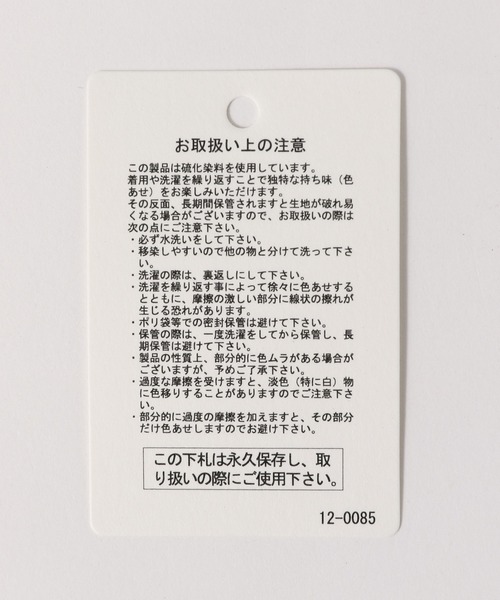 お取扱い上の注意
この製品は硫化染料を使用しています。
着用や洗濯を繰り返すことで独特な持ち味（色
あせ）をお楽しみいただけます。
その反面、長期間保管されますと生地が破れ易
くなる場合がございますので、お取扱いの際は
次の点にご注意下さい。
・必ず水洗いをして下さい。
・移染しやすいので他の物と分けて洗って下さ
い。
・洗濯の際は、裏返しにして下さい。
・洗濯を繰り返す事によって徐々に色あせする
とともに、摩擦の激しい部分に線状の擦れが
生じる恐れがあります。
・ポリ袋等での密封保管は避けて下さい。
・保管の際は、一度洗濯をしてから保管し、長
期保管は避けて下さい。
・製品の性質上、部分的に色ムラがある場合が
ございますが、予めご了承下さい。
・過度な摩擦を受けますと、淡色（特に白）物
に色移りすることがありますのでご注意下さ
い。
・部分的に過度の摩擦を加えますと、その部分
だけ色あせしますのでお避け下さい。
この下札は永久保存し、取
り扱いの際にご使用下さい。
12-0085